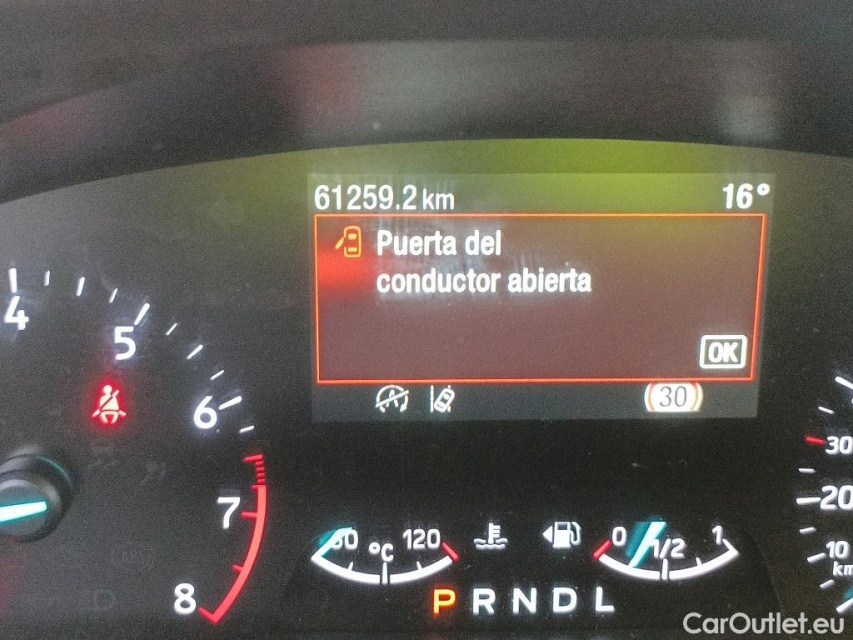 61259.2 km
16°
Puerta del
conductor abierta
OK
30
4
5
6
7
8
60 °C 120
0 1/2 1
P R N D L
30
20
10
km
CarOutlet.eu